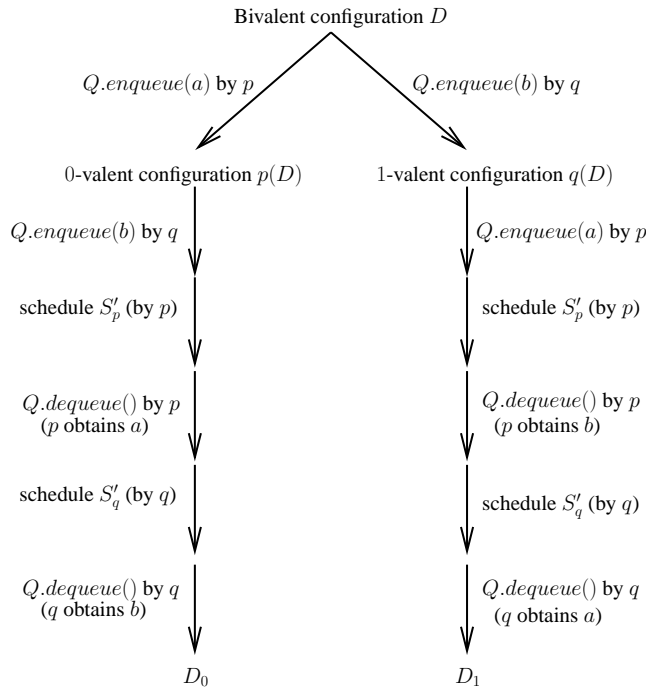 Bivalent configuration D
Q.enqueue(a) by p
Q.enqueue(b) by q
0-valent configuration p(D)
1-valent configuration q(D)
Q.enqueue(b) by q
Q.enqueue(a) by p
schedule S′ₚ (by p)
schedule S′ₚ (by p)
Q.dequeue() by p
(p obtains a)
Q.dequeue() by p
(p obtains b)
schedule S′_q (by q)
schedule S′_q (by q)
Q.dequeue() by q
(q obtains b)
Q.dequeue() by q
(q obtains a)
D₀
D₁